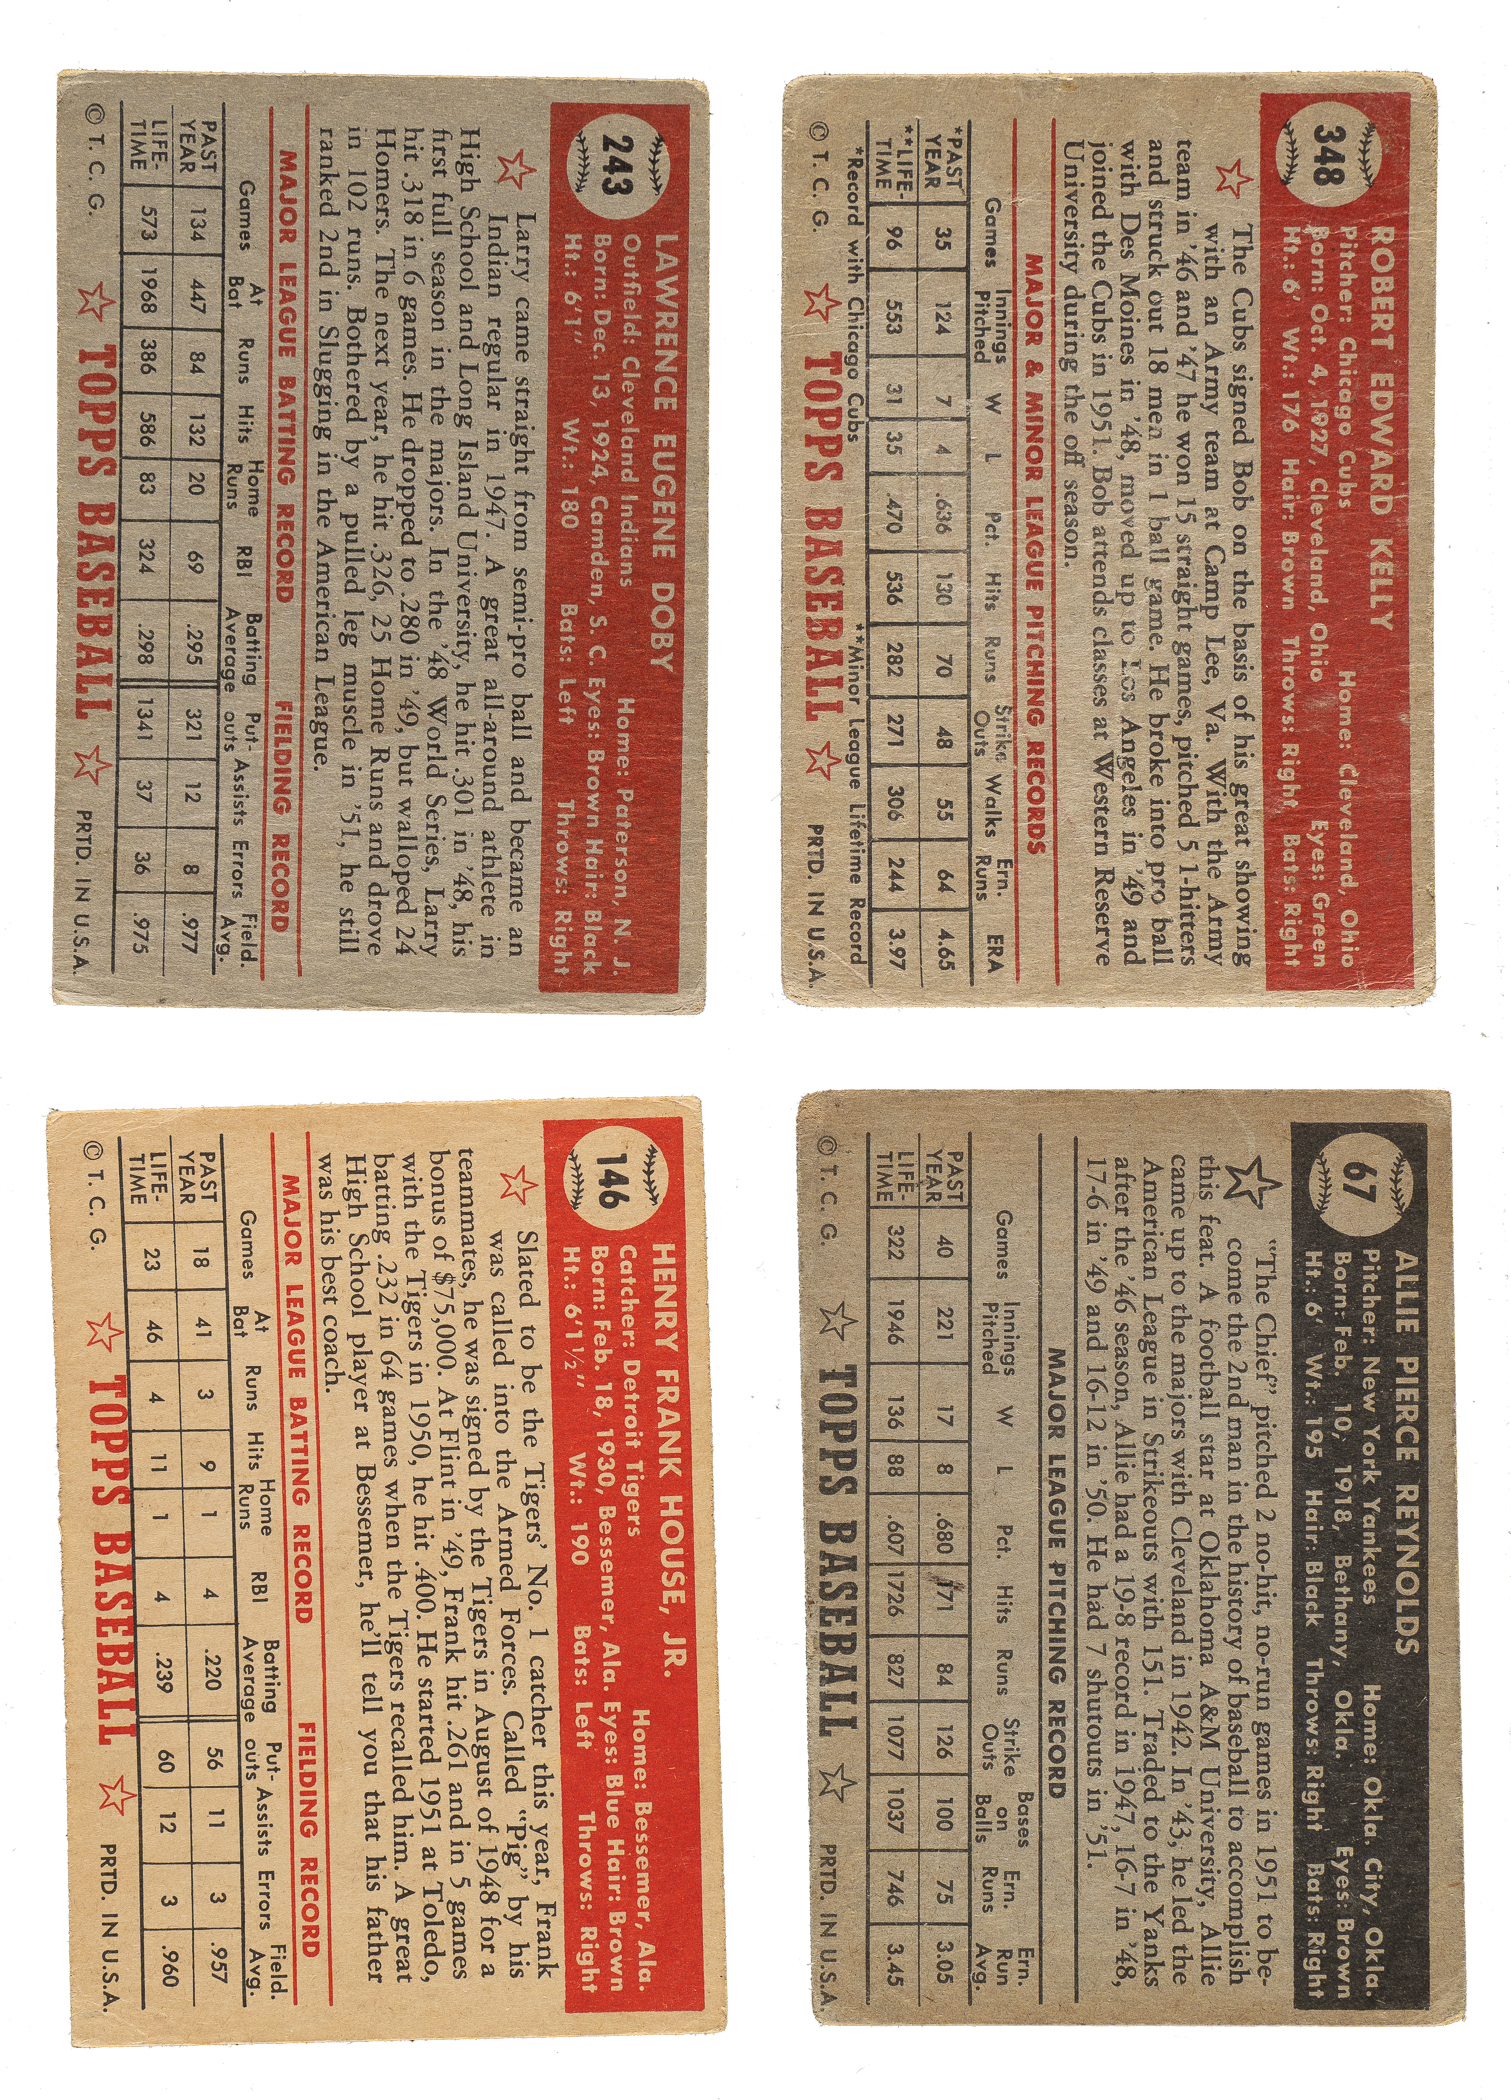 243
LAWRENCE EUGENE DOBY
Outfield: Cleveland Indians Home: Paterson, N. J.
Born: Dec. 13, 1924, Camden, S. C. Eyes: Brown Hair: Black
Ht.: 6'1" Wt.: 180 Bats: Left Throws: Right
Larry came straight from semi-pro ball and became an
Indian regular in 1947. A great all-around athlete in
High School and Long Island University, he hit .301 in '48, his
first full season in the majors. In the '48 World Series, Larry
hit .318 in 6 games. He dropped to .280 in '49, but walloped 24
Homers. The next year, he hit .326, 25 Home Runs and drove
in 102 runs. Bothered by a pulled leg muscle in '51, he still
ranked 2nd in Slugging in the American League.
MAJOR LEAGUE BATTING RECORD FIELDING RECORD
Games At Bat Runs Hits Home Runs RBI Batting Average Put-outs Assists Errors Field. Avg.
PAST YEAR 134 447 84 132 20 69 .295 321 12 8 .977
LIFE-TIME 573 1968 386 586 83 324 .298 1341 37 36 .975
© T. C. G. TOPPS BASEBALL PRTD. IN U.S.A.
348
ROBERT EDWARD KELLY
Pitcher: Chicago Cubs Home: Cleveland, Ohio
Born: Oct. 4, 1927, Cleveland, Ohio Eyes: Green
Ht.: 6' Wt.: 176 Hair: Brown Throws: Right Bats: Right
The Cubs signed Bob on the basis of his great showing
with an Army team at Camp Lee, Va. With the Army
team in '46 and '47 he won 15 straight games, pitched 5 1-hitters
and struck out 18 men in 1 ball game. He broke into pro ball
with Des Moines in '48, moved up to Los Angeles in '49 and
joined the Cubs in 1951. Bob attends classes at Western Reserve
University during the off season.
MAJOR & MINOR LEAGUE PITCHING RECORDS
Games Innings Pitched W L Pct. Hits Runs Strike Outs Walks Ern. Runs ERA
*PAST YEAR 35 124 7 4 .636 130 70 48 55 64 4.65
**LIFE-TIME 96 553 31 35 .470 536 282 271 306 244 3.97
*Record with Chicago Cubs **Minor League Lifetime Record
© T. C. G. TOPPS BASEBALL PRTD. IN U.S.A.
146
HENRY FRANK HOUSE, JR.
Catcher: Detroit Tigers Home: Bessemer, Ala.
Born: Feb. 18, 1930, Bessemer, Ala. Eyes: Blue Hair: Brown
Ht.: 6'1½" Wt.: 190 Bats: Left Throws: Right
Slated to be the Tigers' No. 1 catcher this year, Frank
was called into the Armed Forces. Called "Pig" by his
teammates, he was signed by the Tigers in August of 1948 for a
bonus of $75,000. At Flint in '49, Frank hit .261 and in 5 games
with the Tigers in 1950, he hit .400. He started 1951 at Toledo,
batting .232 in 64 games when the Tigers recalled him. A great
High School player at Bessemer, he'll tell you that his father
was his best coach.
MAJOR LEAGUE BATTING RECORD FIELDING RECORD
Games At Bat Runs Hits Home Runs RBI Batting Average Put-outs Assists Errors Field. Avg.
PAST YEAR 18 41 3 9 1 4 .220 56 11 3 .957
LIFE-TIME 23 46 4 11 1 4 .239 60 12 3 .960
© T. C. G. TOPPS BASEBALL PRTD. IN U.S.A.
67
ALLIE PIERCE REYNOLDS
Pitcher: New York Yankees Home: Okla. City, Okla.
Born: Feb. 10, 1918, Bethany, Okla. Eyes: Brown
Ht.: 6' Wt.: 195 Hair: Black Throws: Right Bats: Right
"The Chief" pitched 2 no-hit, no-run games in 1951 to be-
come the 2nd man in the history of baseball to accomplish
this feat. A football star at Oklahoma A&M University, Allie
came up to the majors with Cleveland in 1942. In '43, he led the
American League in Strikeouts with 151. Traded to the Yanks
after the '46 season, Allie had a 19-8 record in 1947, 16-7 in '48,
17-6 in '49 and 16-12 in '50. He had 7 shutouts in '51.
MAJOR LEAGUE PITCHING RECORD
Games Innings Pitched W L Pct. Hits Runs Strike Outs Bases on Balls Ern. Runs Ern. Run Avg.
PAST YEAR 40 221 17 8 .680 171 84 126 100 75 3.05
LIFE-TIME 322 1946 136 88 .607 1726 827 1077 1037 746 3.45
© T. C. G. TOPPS BASEBALL PRTD. IN U.S.A.